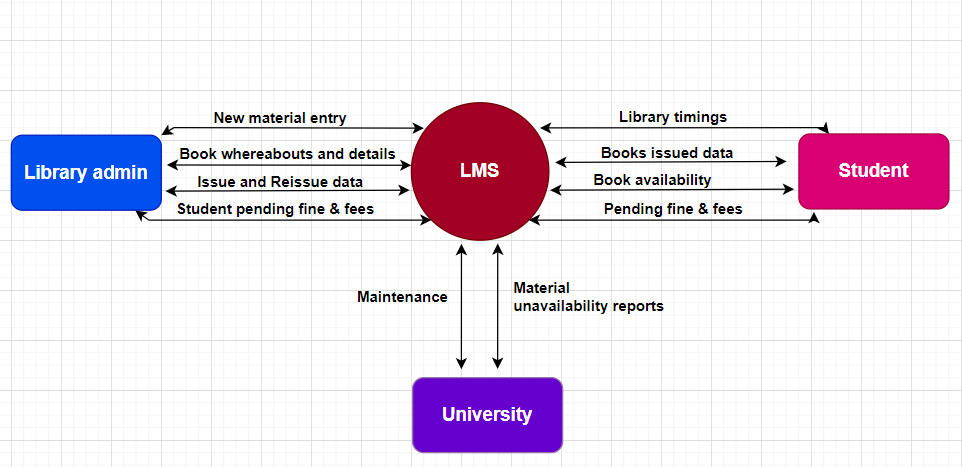 New material entry
Library timings
Book whereabouts and details
Books issued data
Library admin
LMS
Student
Issue and Reissue data
Book availability
Student pending fine & fees
Pending fine & fees
Maintenance
Material
unavailability reports
University